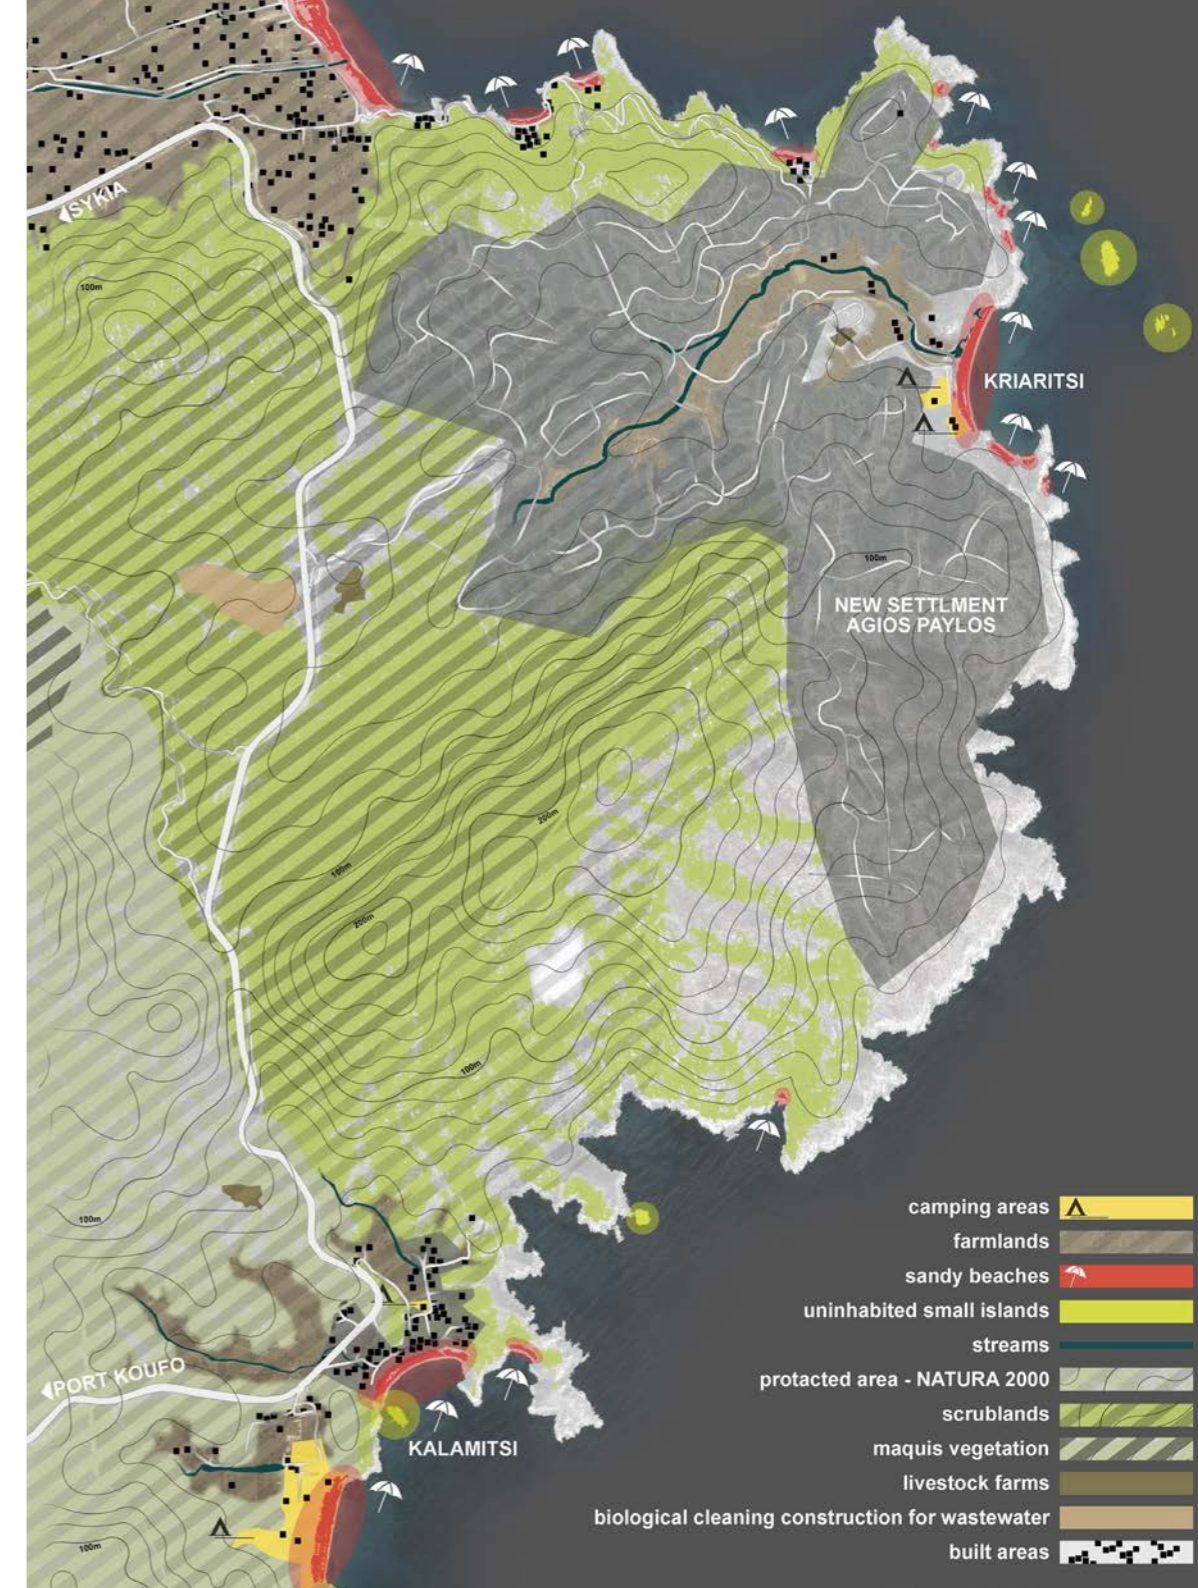 SYKIA
100m
KRIARITSI
100m
NEW SETTLMENT
AGIOS PAYLOS
200m
100m
200m
100m
100m
PORT KOUFO
KALAMITSI
100m
camping areas
farmlands
sandy beaches
uninhabited small islands
streams
protacted area - NATURA 2000
scrublands
maquis vegetation
livestock farms
biological cleaning construction for wastewater
built areas